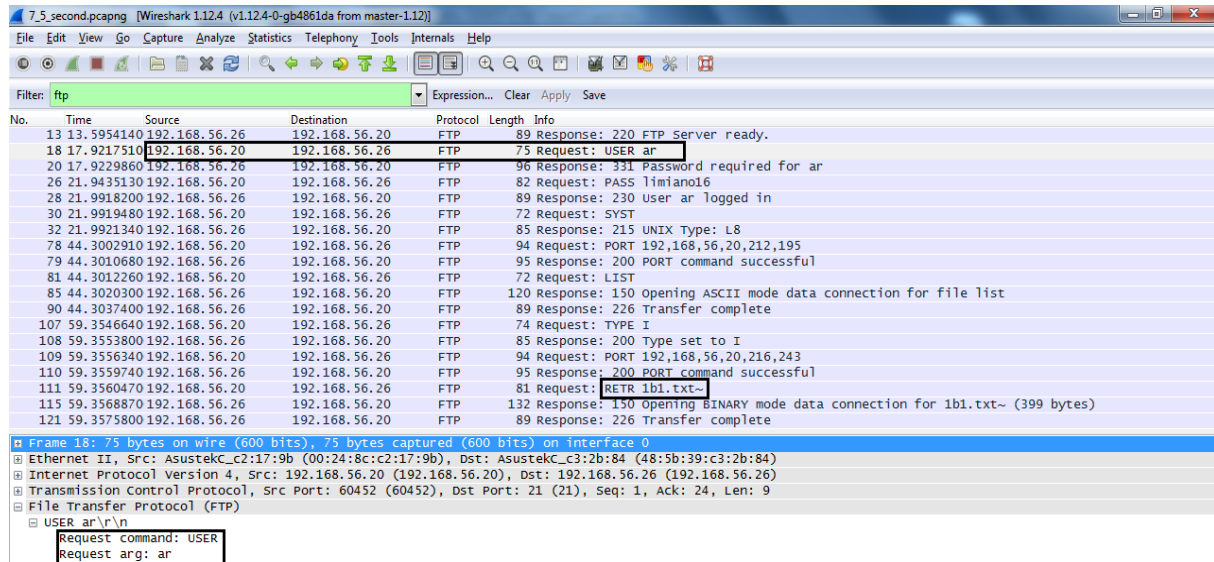 7_5_second.pcapng [Wireshark 1.12.4 (v1.12.4-0-gb4861da from master-1.12)]
File Edit View Go Capture Analyze Statistics Telephony Tools Internals Help
Filter: ftp Expression... Clear Apply Save
No. Time Source Destination Protocol Length Info
13 13.5954140 192.168.56.26 192.168.56.20 FTP 89 Response: 220 FTP Server ready.
18 17.9217510 192.168.56.20 192.168.56.26 FTP 75 Request: USER ar
20 17.9229860 192.168.56.26 192.168.56.20 FTP 96 Response: 331 Password required for ar
26 21.9435130 192.168.56.20 192.168.56.26 FTP 82 Request: PASS limiano16
28 21.9918200 192.168.56.26 192.168.56.20 FTP 89 Response: 230 User ar logged in
30 21.9919480 192.168.56.20 192.168.56.26 FTP 72 Request: SYST
32 21.9921340 192.168.56.26 192.168.56.20 FTP 85 Response: 215 UNIX Type: L8
78 44.3002910 192.168.56.20 192.168.56.26 FTP 94 Request: PORT 192,168,56,20,212,195
79 44.3010680 192.168.56.26 192.168.56.20 FTP 95 Response: 200 PORT command successful
81 44.3012260 192.168.56.20 192.168.56.26 FTP 72 Request: LIST
85 44.3020300 192.168.56.26 192.168.56.20 FTP 120 Response: 150 Opening ASCII mode data connection for file list
90 44.3037400 192.168.56.26 192.168.56.20 FTP 89 Response: 226 Transfer complete
107 59.3546640 192.168.56.20 192.168.56.26 FTP 74 Request: TYPE I
108 59.3553800 192.168.56.26 192.168.56.20 FTP 85 Response: 200 Type set to I
109 59.3556340 192.168.56.20 192.168.56.26 FTP 94 Request: PORT 192,168,56,20,216,243
110 59.3559740 192.168.56.26 192.168.56.20 FTP 95 Response: 200 PORT command successful
111 59.3560470 192.168.56.20 192.168.56.26 FTP 81 Request: RETR 1b1.txt~
115 59.3568870 192.168.56.26 192.168.56.20 FTP 132 Response: 150 Opening BINARY mode data connection for 1b1.txt~ (399 bytes)
121 59.3575800 192.168.56.26 192.168.56.20 FTP 89 Response: 226 Transfer complete
Frame 18: 75 bytes on wire (600 bits), 75 bytes captured (600 bits) on interface 0
Ethernet II, Src: AsustekC_c2:17:9b (00:24:8c:c2:17:9b), Dst: AsustekC_c3:2b:84 (48:5b:39:c3:2b:84)
Internet Protocol Version 4, Src: 192.168.56.20 (192.168.56.20), Dst: 192.168.56.26 (192.168.56.26)
Transmission Control Protocol, Src Port: 60452 (60452), Dst Port: 21 (21), Seq: 1, Ack: 24, Len: 9
File Transfer Protocol (FTP)
USER ar\r\n
Request command: USER
Request arg: ar